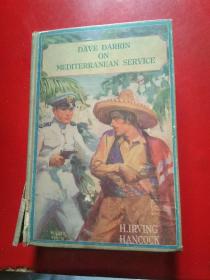 DAVE DARRIN
ON
MEDITERRANEAN SERVICE
H. IRVING
HANCOCK